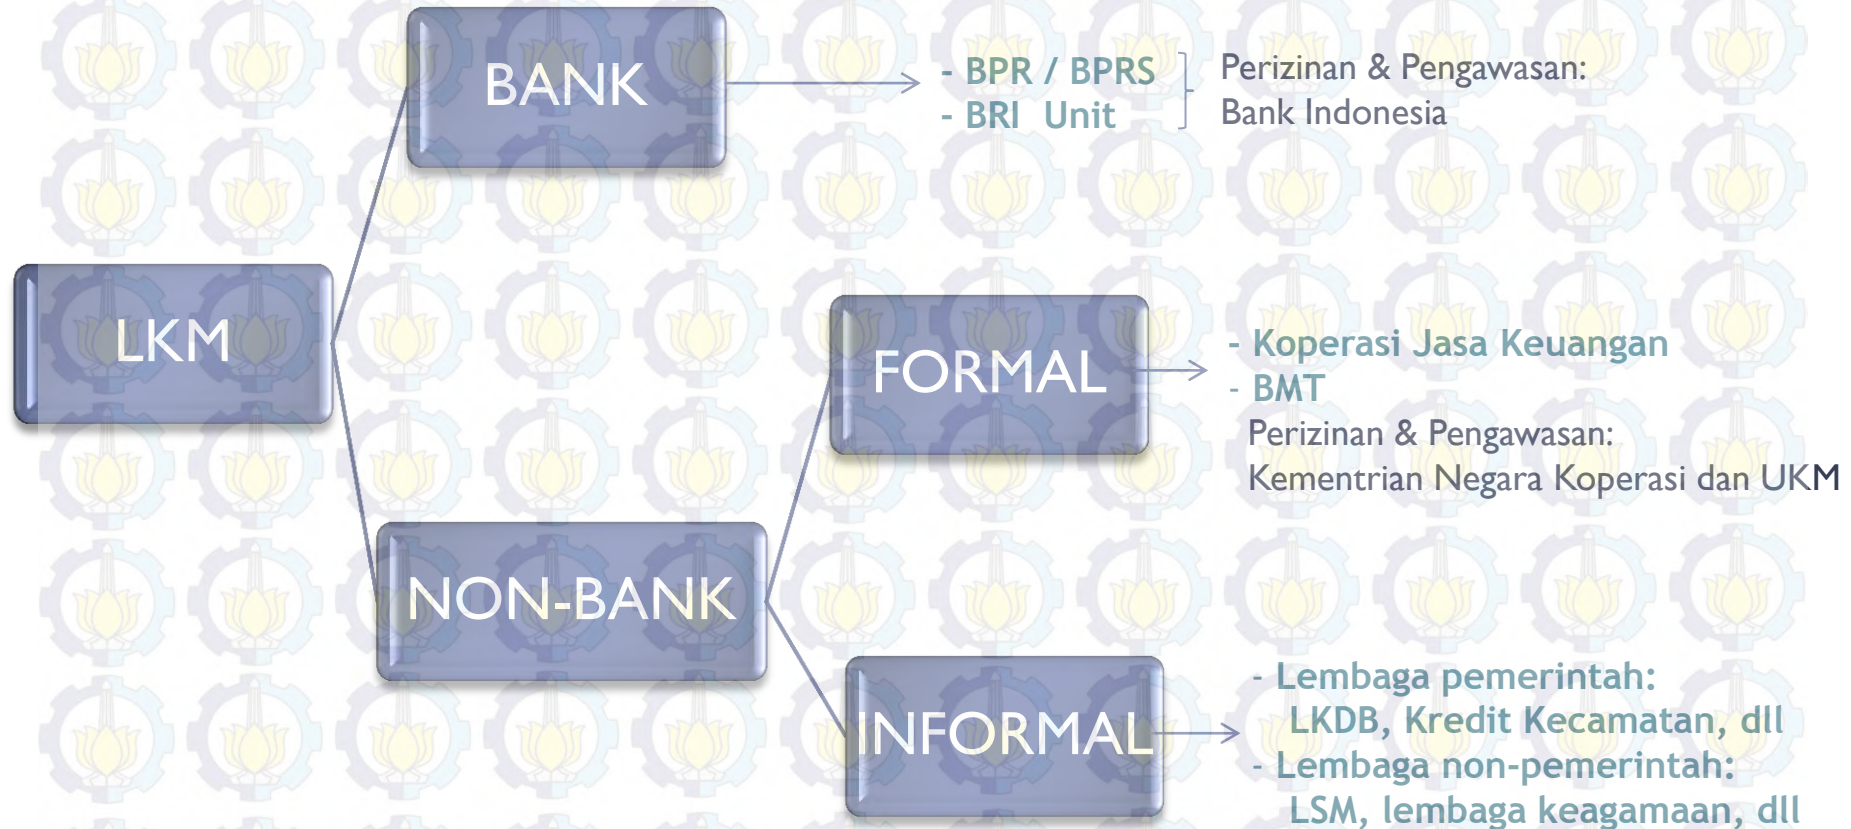 BANK
- BPR / BPRS
- BRI Unit
Perizinan & Pengawasan:
Bank Indonesia
LKM
FORMAL
- Koperasi Jasa Keuangan
- BMT
Perizinan & Pengawasan:
Kementrian Negara Koperasi dan UKM
NON-BANK
INFORMAL
- Lembaga pemerintah:
LKDB, Kredit Kecamatan, dll
- Lembaga non-pemerintah:
LSM, lembaga keagamaan, dll